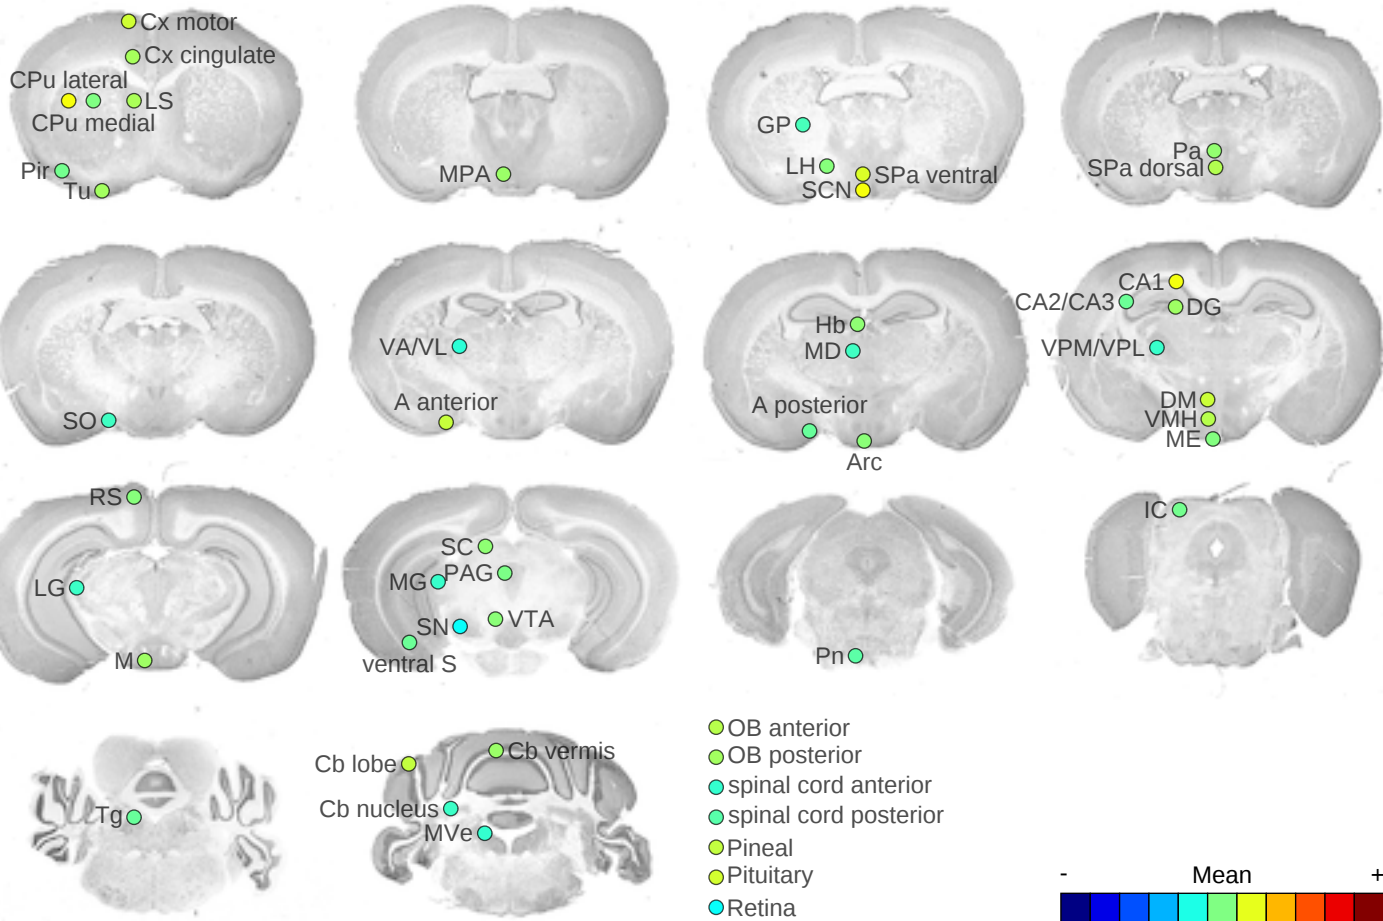 Cx motor
Cx cingulate
CPu lateral
LS
CPu medial
Pir
Tu
MPA
GP
LH
SPa ventral
SCN
Pa
SPa dorsal
SO
VA/VL
A anterior
Hb
MD
A posterior
Arc
CA1
CA2/CA3
DG
VPM/VPL
DM
VMH
ME
RS
LG
M
SC
MG
PAG
SN
VTA
ventral S
Pn
IC
Tg
Cb lobe
Cb vermis
Cb nucleus
MVe
OB anterior
OB posterior
spinal cord anterior
spinal cord posterior
Pineal
Pituitary
Retina
- Mean +